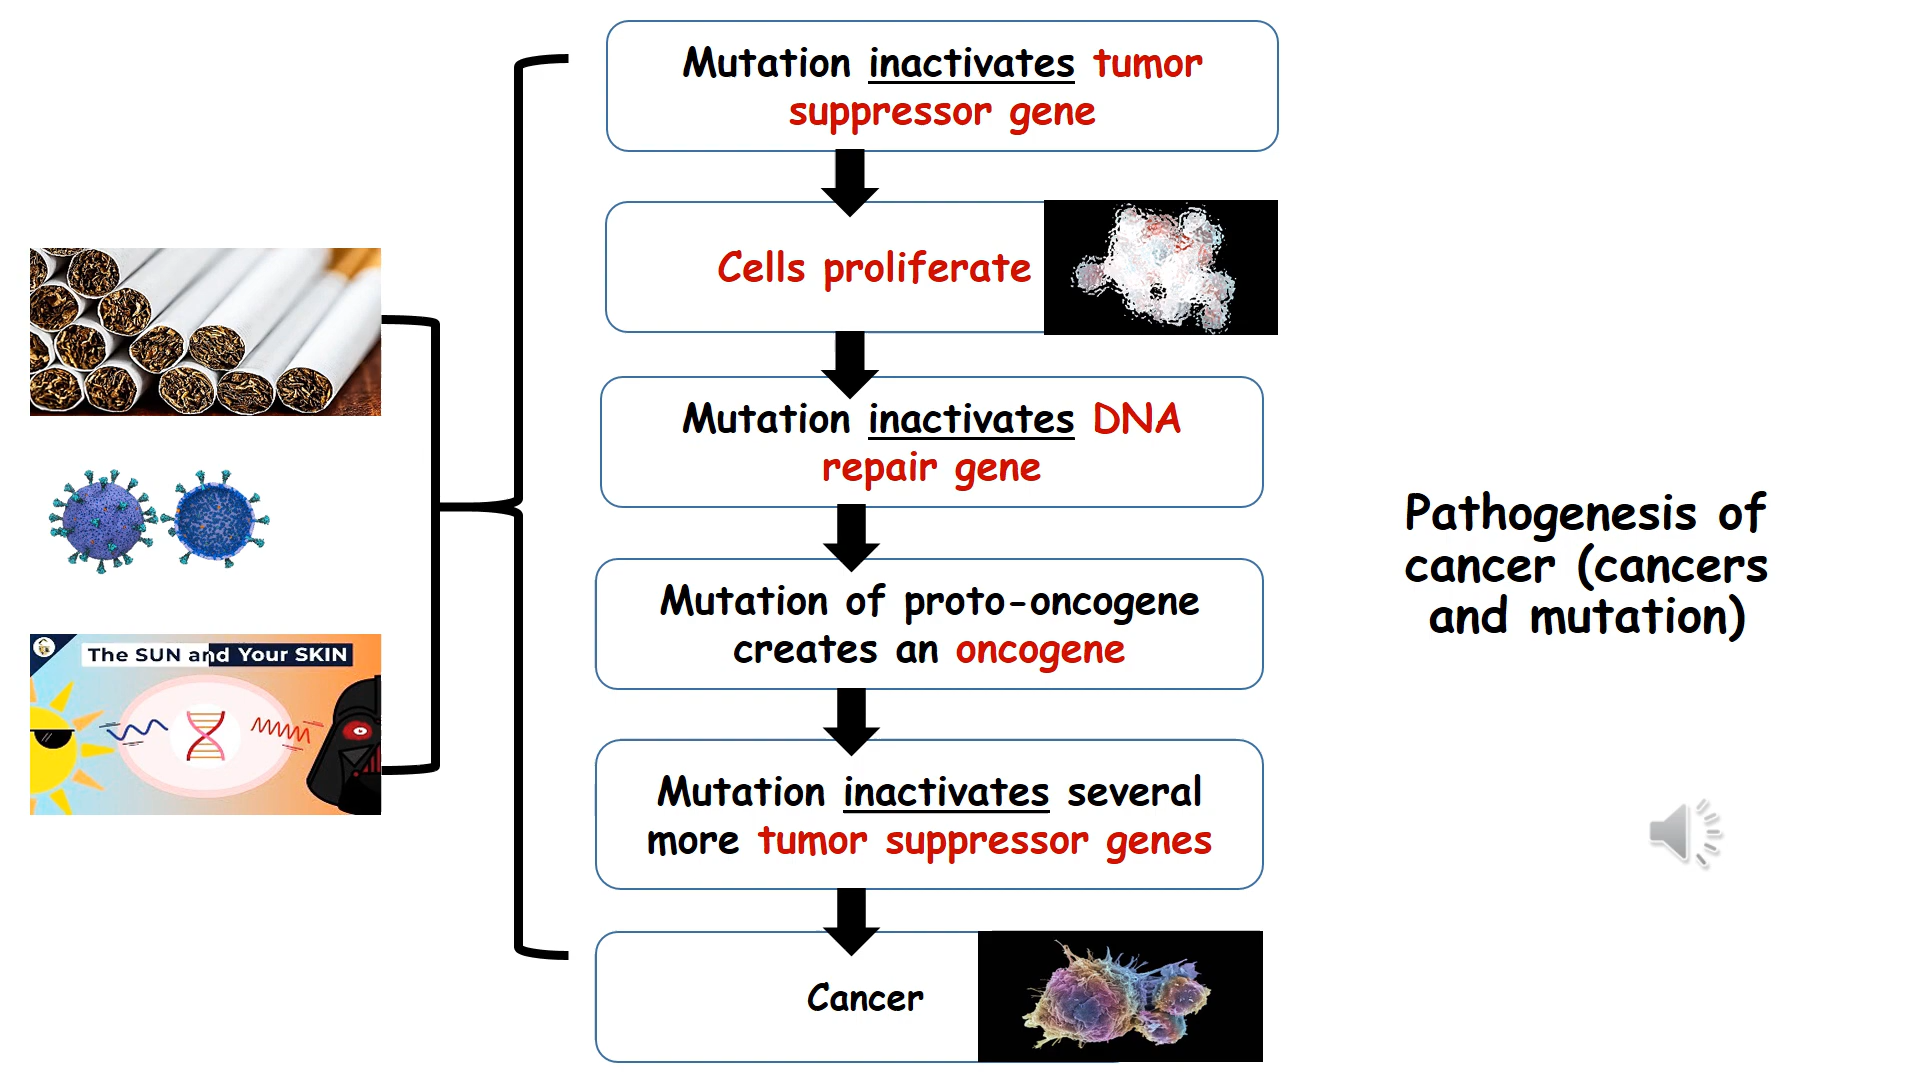 Mutation inactivates tumor
suppressor gene
Cells proliferate
Mutation inactivates DNA
repair gene
Mutation of proto-oncogene
creates an oncogene
Mutation inactivates several
more tumor suppressor genes
Cancer
The SUN and Your SKIN
Pathogenesis of
cancer (cancers
and mutation)